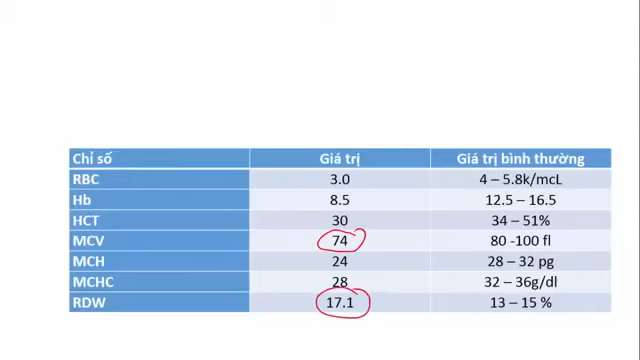 Chỉ số Giá trị Giá trị bình thường
RBC 3.0 4 – 5.8k/mcL
Hb 8.5 12.5 – 16.5
HCT 30 34 – 51%
MCV 74 80 -100 fl
MCH 24 28 – 32 pg
MCHC 28 32 – 36g/dl
RDW 17.1 13 – 15 %